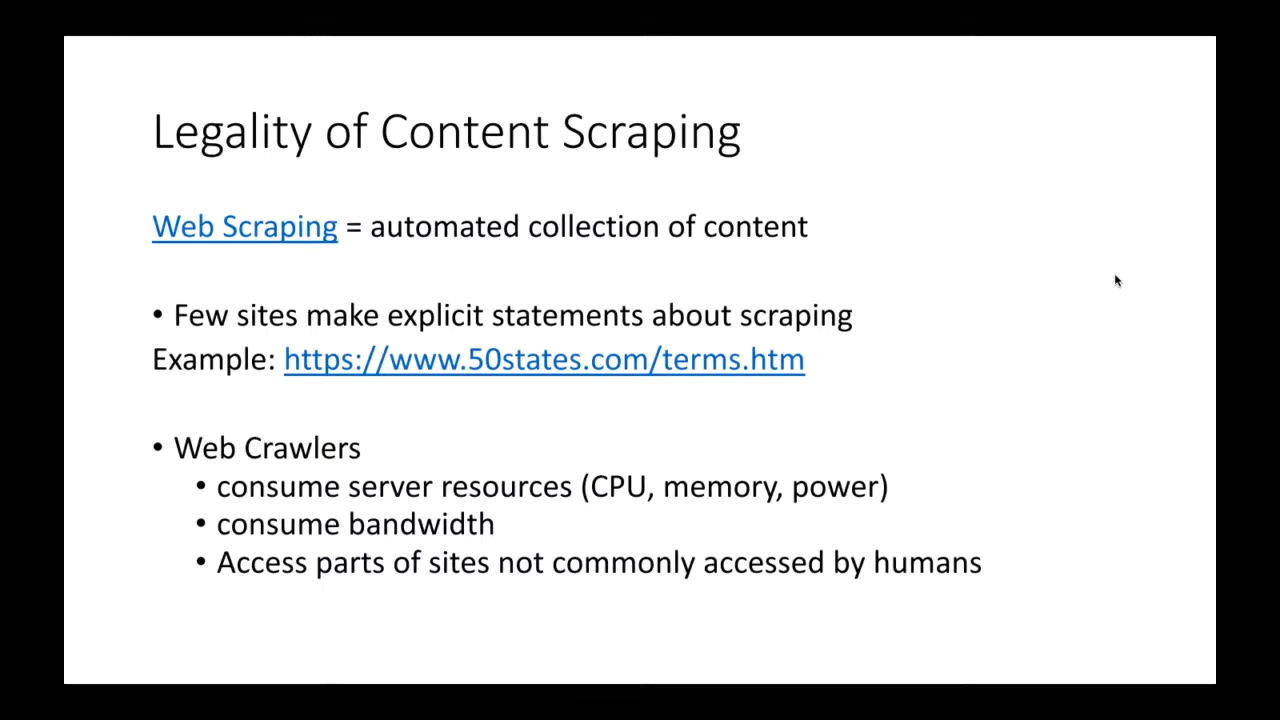 Legality of Content Scraping
Web Scraping = automated collection of content
• Few sites make explicit statements about scraping
Example: https://www.50states.com/terms.htm
• Web Crawlers
• consume server resources (CPU, memory, power)
• consume bandwidth
• Access parts of sites not commonly accessed by humans